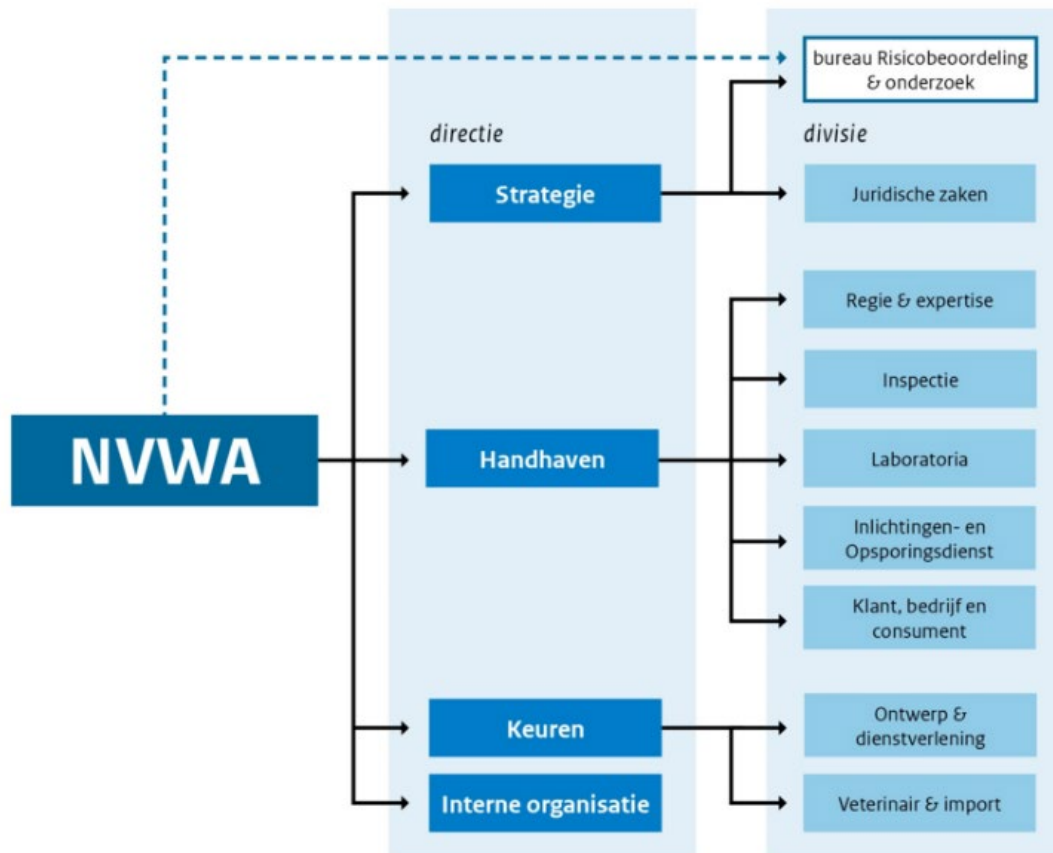 bureau Risicobeoordeling
& onderzoek
directie
divisie
Strategie
Juridische zaken
Regie & expertise
Inspectie
NVWA
Handhaven
Laboratoria
Inlichtingen- en
Opsporingsdienst
Klant, bedrijf en
consument
Keuren
Ontwerp &
dienstverlening
Interne organisatie
Veterinair & import